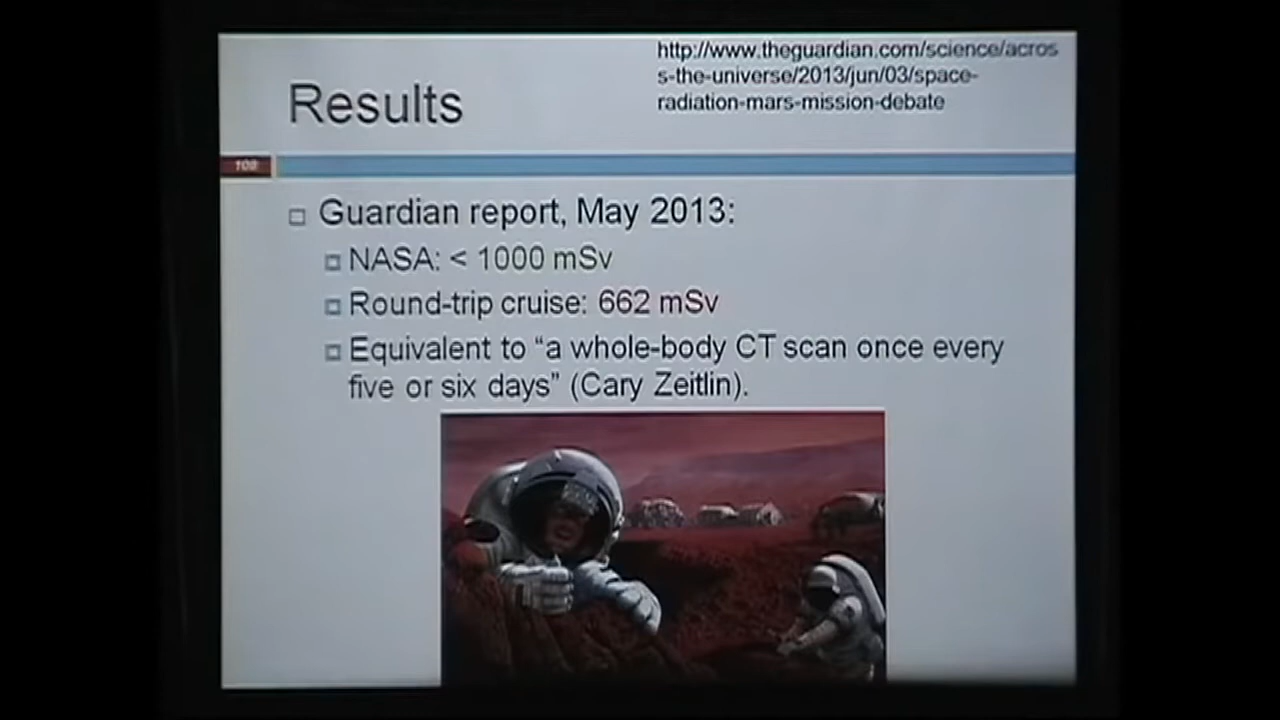 http://www.theguardian.com/science/acros
s-the-universe/2013/jun/03/space-
radiation-mars-mission-debate
Results
Guardian report, May 2013:
NASA: < 1000 mSv
Round-trip cruise: 662 mSv
Equivalent to “a whole-body CT scan once every
five or six days” (Cary Zeitlin).